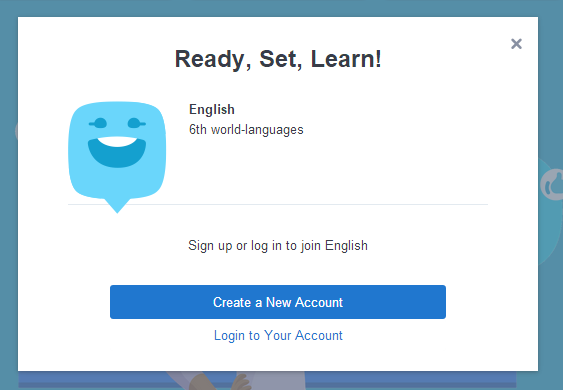 Ready, Set, Learn!
English
6th world-languages
Sign up or log in to join English
Create a New Account
Login to Your Account